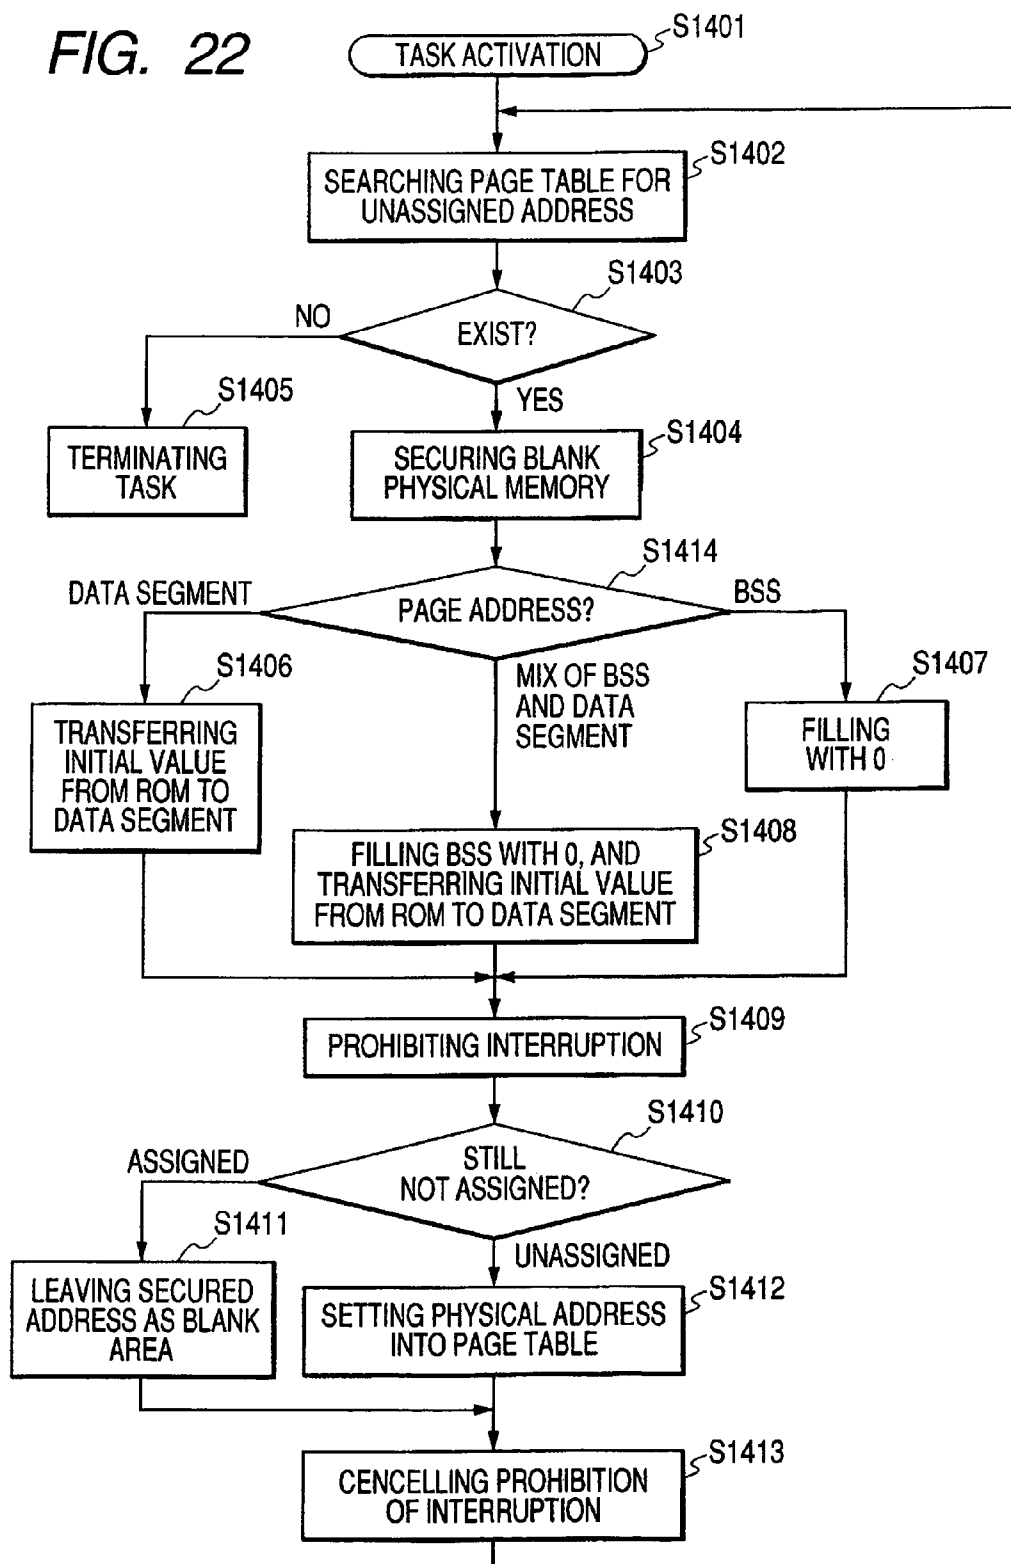 FIG. 22
S1401
TASK ACTIVATION
S1402
SEARCHING PAGE TABLE FOR
UNASSIGNED ADDRESS
S1403
NO
EXIST?
YES
S1405
TERMINATING
TASK
S1404
SECURING BLANK
PHYSICAL MEMORY
S1414
DATA SEGMENT
PAGE ADDRESS?
BSS
S1406
MIX OF BSS
AND DATA
SEGMENT
S1407
TRANSFERRING
INITIAL VALUE
FROM ROM TO
DATA SEGMENT
FILLING
WITH 0
S1408
FILLING BSS WITH 0, AND
TRANSFERRING INITIAL VALUE
FROM ROM TO DATA SEGMENT
S1409
PROHIBITING INTERRUPTION
S1410
ASSIGNED
STILL
NOT ASSIGNED?
S1411
UNASSIGNED
LEAVING SECURED
ADDRESS AS BLANK
AREA
S1412
SETTING PHYSICAL ADDRESS
INTO PAGE TABLE
S1413
CENCELLING PROHIBITION
OF INTERRUPTION